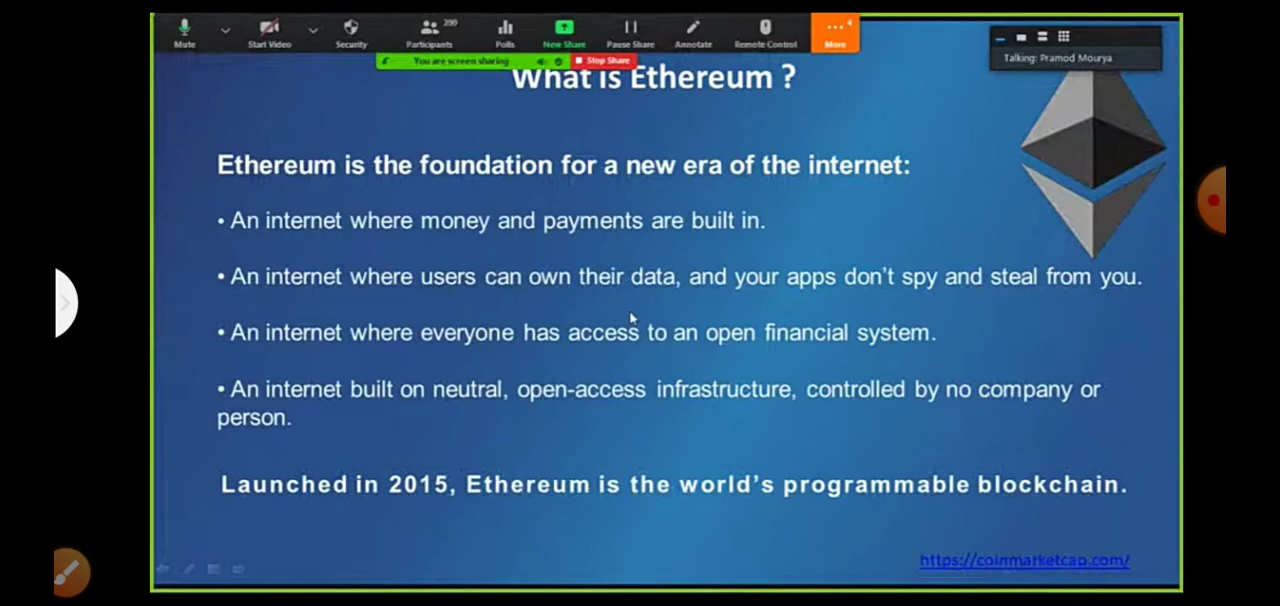 299
4
Mute
Start Video
Security
Participants
Polls
New Share
Pause Share
Annotate
Remote Control
More
You are screen sharing
Stop Share
Talking: Pramod Mourya
What is Ethereum ?
Ethereum is the foundation for a new era of the internet:
• An internet where money and payments are built in.
• An internet where users can own their data, and your apps don’t spy and steal from you.
• An internet where everyone has access to an open financial system.
• An internet built on neutral, open-access infrastructure, controlled by no company or
person.
Launched in 2015, Ethereum is the world’s programmable blockchain.
https://coinmarketcap.com/